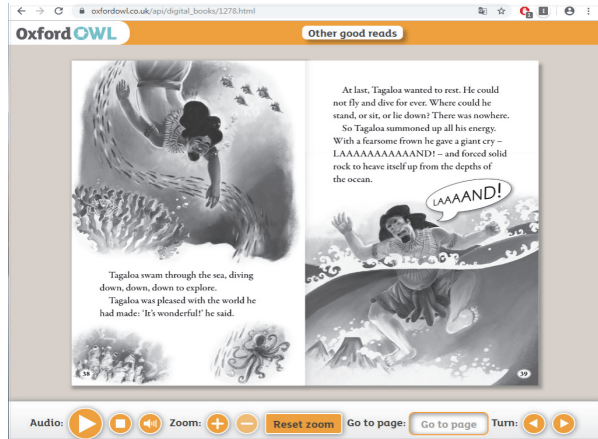 oxfordowl.co.uk/api/digital_books/1278.html
Oxford OWL
Other good reads
Tagaloa swam through the sea, diving
down, down, down to explore.
Tagaloa was pleased with the world he
had made: 'It's wonderful!' he said.
38
At last, Tagaloa wanted to rest. He could
not fly and dive for ever. Where could he
stand, or sit, or lie down? There was nowhere.
So Tagaloa summoned up all his energy.
With a fearsome frown he gave a giant cry –
LAAAAAAAAAAAND! – and forced solid
rock to heave itself up from the depths of
the ocean.
LAAAAAND!
39
Audio:
Zoom:
Reset zoom
Go to page:
Go to page
Turn: